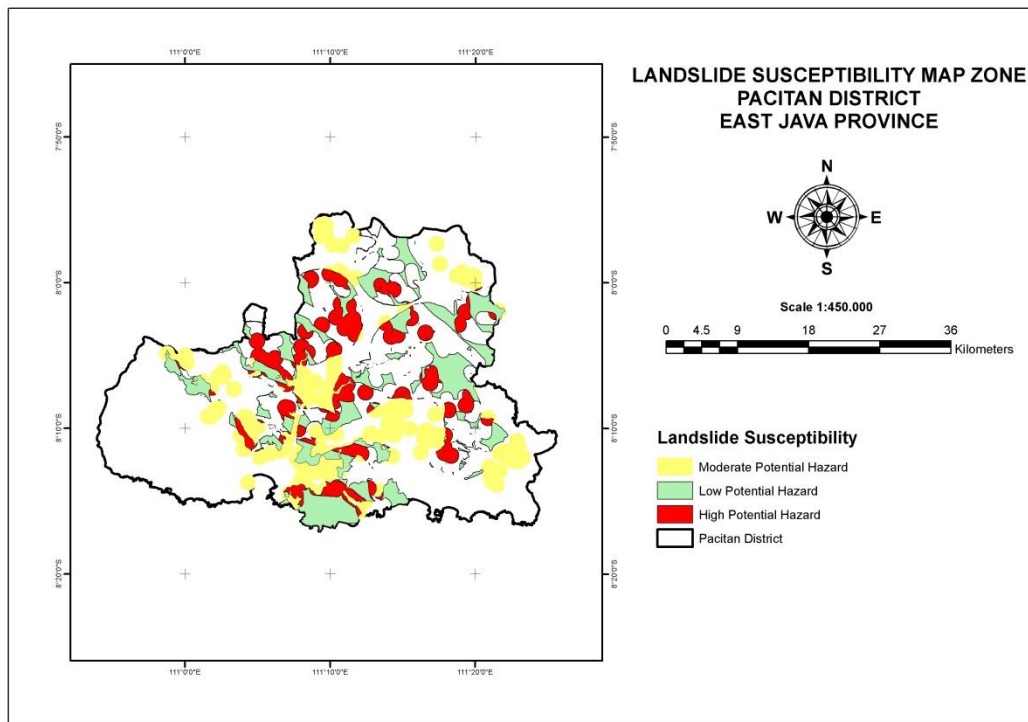 111°0'0"E
111°10'0"E
111°20'0"E
7°50'0"S
7°50'0"S
8°0'0"S
8°0'0"S
8°10'0"S
8°10'0"S
8°20'0"S
8°20'0"S
111°0'0"E
111°10'0"E
111°20'0"E
LANDSLIDE SUSCEPTIBILITY MAP ZONE
PACITAN DISTRICT
EAST JAVA PROVINCE
N
W
E
S
Scale 1:450.000
0 4.5 9 18 27 36
Kilometers
Landslide Susceptibility
Moderate Potential Hazard
Low Potential Hazard
High Potential Hazard
Pacitan District